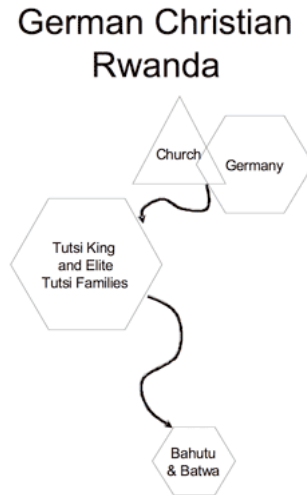 German Christian
Rwanda
Church
Germany
Tutsi King
and Elite
Tutsi Families
Bahutu
& Batwa